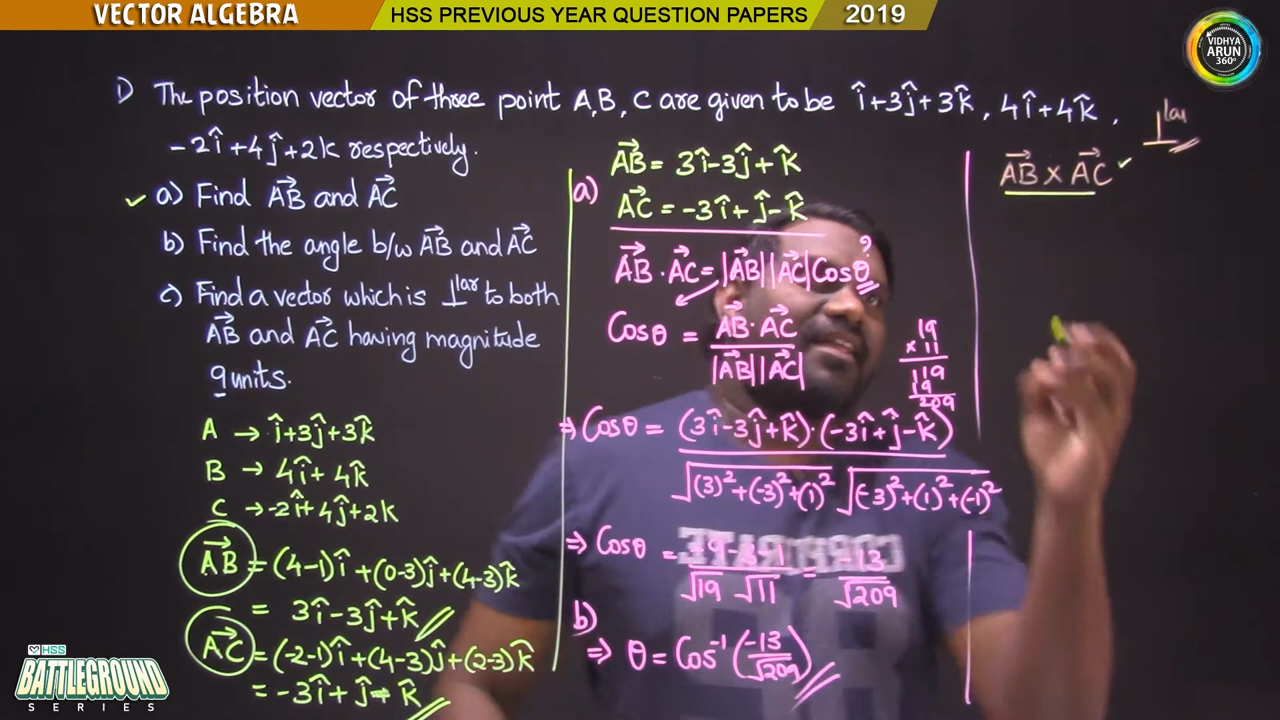 VECTOR ALGEBRA
HSS PREVIOUS YEAR QUESTION PAPERS
2019
VIDHYA
ARUN
360°
1) The position vector of three point A, B, C are given to be î+3ĵ+3k̂, 4î+4k̂,
-2î+4ĵ+2k respectively.
✓ a) Find AB⃗ and AC⃗
b) Find the angle b/w AB⃗ and AC⃗
c) Find a vector which is ⊥lar to both
AB⃗ and AC⃗ having magnitude
9units.
A → î+3ĵ+3k̂
B → 4î+4k̂
C → -2î+4ĵ+2k
AB⃗ = (4-1)î+(0-3)ĵ+(4-3)k̂
= 3î-3ĵ+k̂
AC⃗ = (-2-1)î+(4-3)ĵ+(2-3)k̂
= -3î+ĵ-k̂
a)
AB⃗ = 3î-3ĵ+k̂
AC⃗ = -3î+ĵ-k̂
AB⃗·AC⃗ = |AB⃗||AC⃗|Cosθ ?
Cosθ = AB⃗·AC⃗ / |AB⃗||AC⃗|
19
×11
119
19
209
⇒ Cosθ = (3î-3ĵ+k̂)·(-3î+ĵ-k̂) / √(3)²+(-3)²+(1)² √(-3)²+(1)²+(-1)²
⇒ Cosθ = -9-3-1 / √19 √11 = -13 / √209
b)
⇒ θ = Cos⁻¹(-13/√209)
⊥lar
AB⃗ × AC⃗ ✓
CORPORATE
HSS
BATTLEGROUND
SERIES